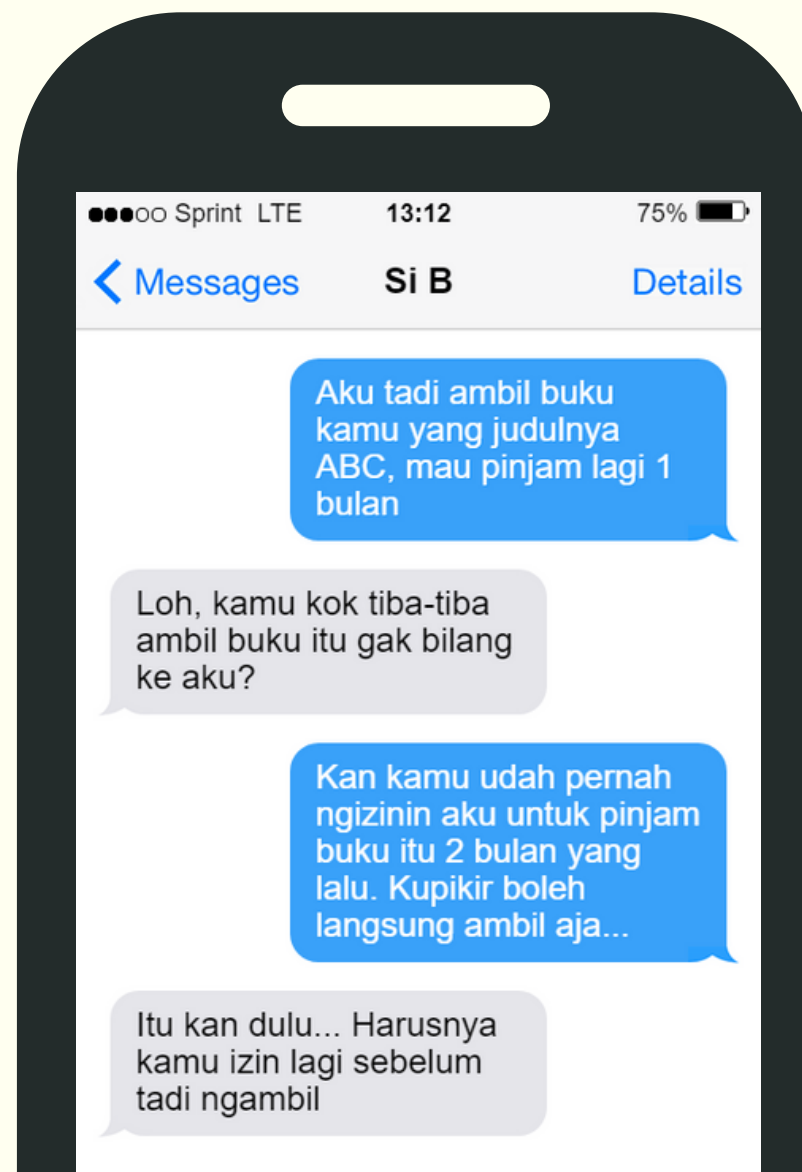 ●●●○○ Sprint LTE 13:12 75%
Messages Si B Details
Aku tadi ambil buku
kamu yang judulnya
ABC, mau pinjam lagi 1
bulan
Loh, kamu kok tiba-tiba
ambil buku itu gak bilang
ke aku?
Kan kamu udah pernah
ngizinin aku untuk pinjam
buku itu 2 bulan yang
lalu. Kupikir boleh
langsung ambil aja...
Itu kan dulu... Harusnya
kamu izin lagi sebelum
tadi ngambil